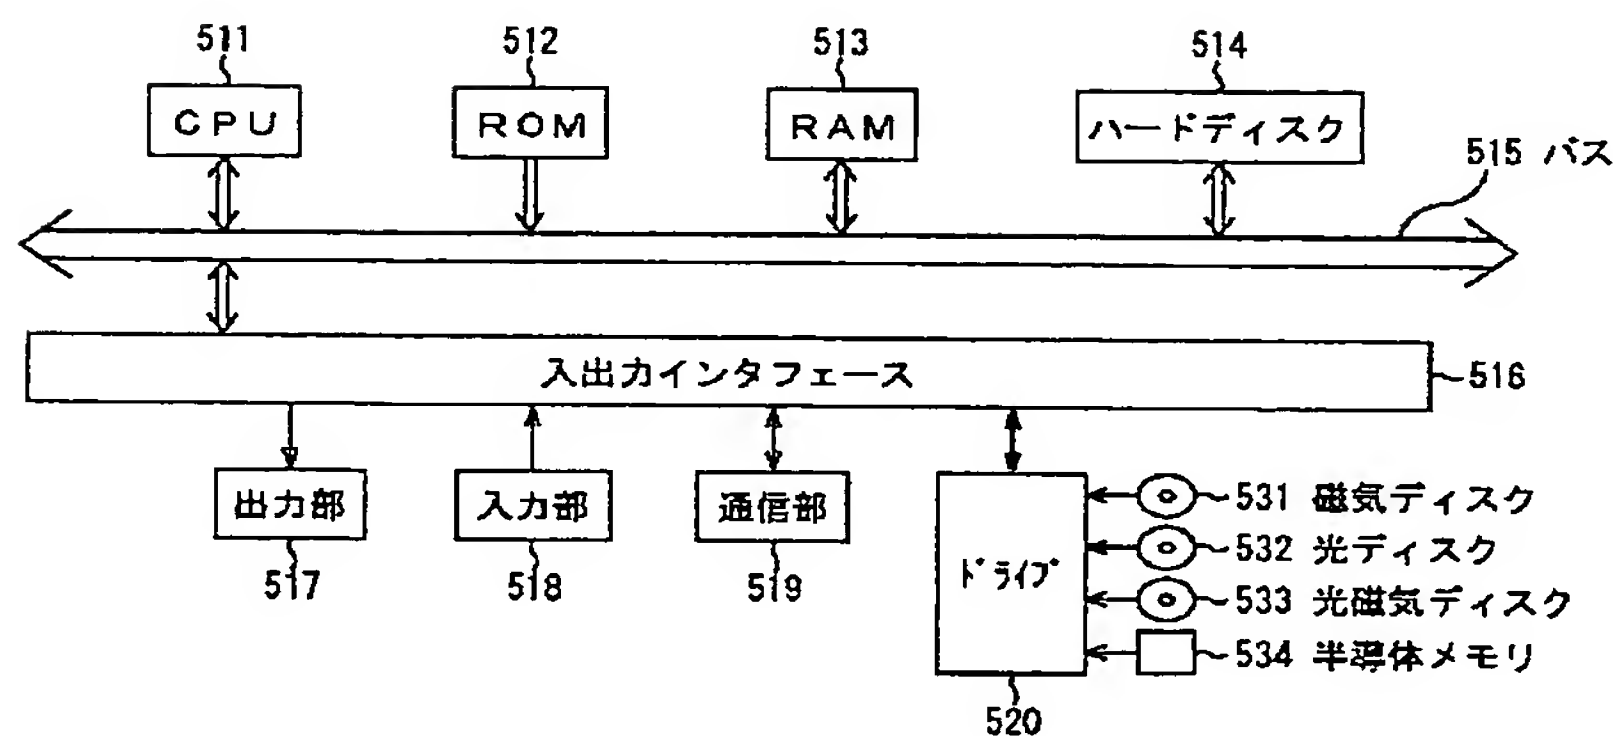 511 512 513 514
CPU ROM RAM ハードディスク
515 バス
入出力インタフェース 516
出力部 入力部 通信部
517 518 519
ドライブ
520
531 磁気ディスク
532 光ディスク
533 光磁気ディスク
534 半導体メモリ